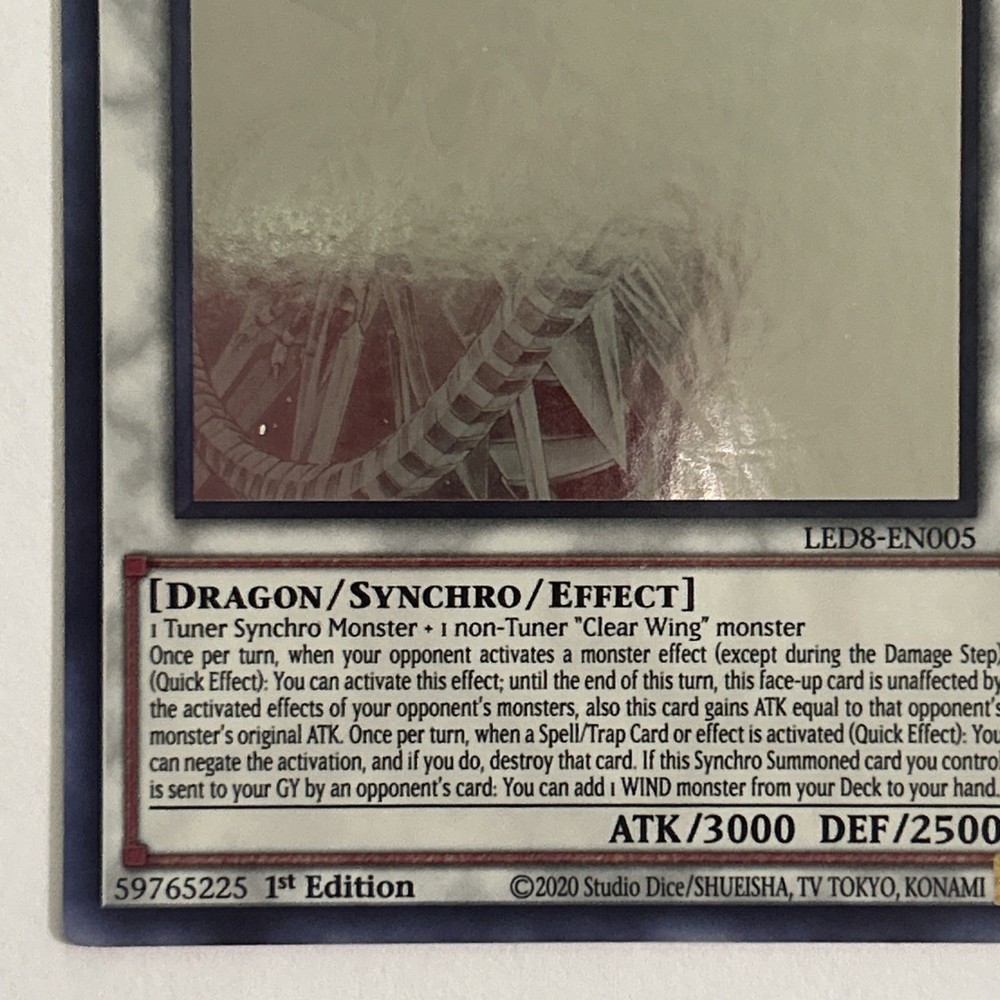 LED8-EN005
[DRAGON/SYNCHRO/EFFECT]
1 Tuner Synchro Monster + 1 non-Tuner "Clear Wing" monster
Once per turn, when your opponent activates a monster effect (except during the Damage Step)
(Quick Effect): You can activate this effect; until the end of this turn, this face-up card is unaffected by
the activated effects of your opponent's monsters, also this card gains ATK equal to that opponent's
monster's original ATK. Once per turn, when a Spell/Trap Card or effect is activated (Quick Effect): You
can negate the activation, and if you do, destroy that card. If this Synchro Summoned card you contro
is sent to your GY by an opponent's card: You can add 1 WIND monster from your Deck to your hand.
ATK/3000 DEF/2500
59765225 1st Edition ©2020 Studio Dice/SHUEISHA, TV TOKYO, KONAMI